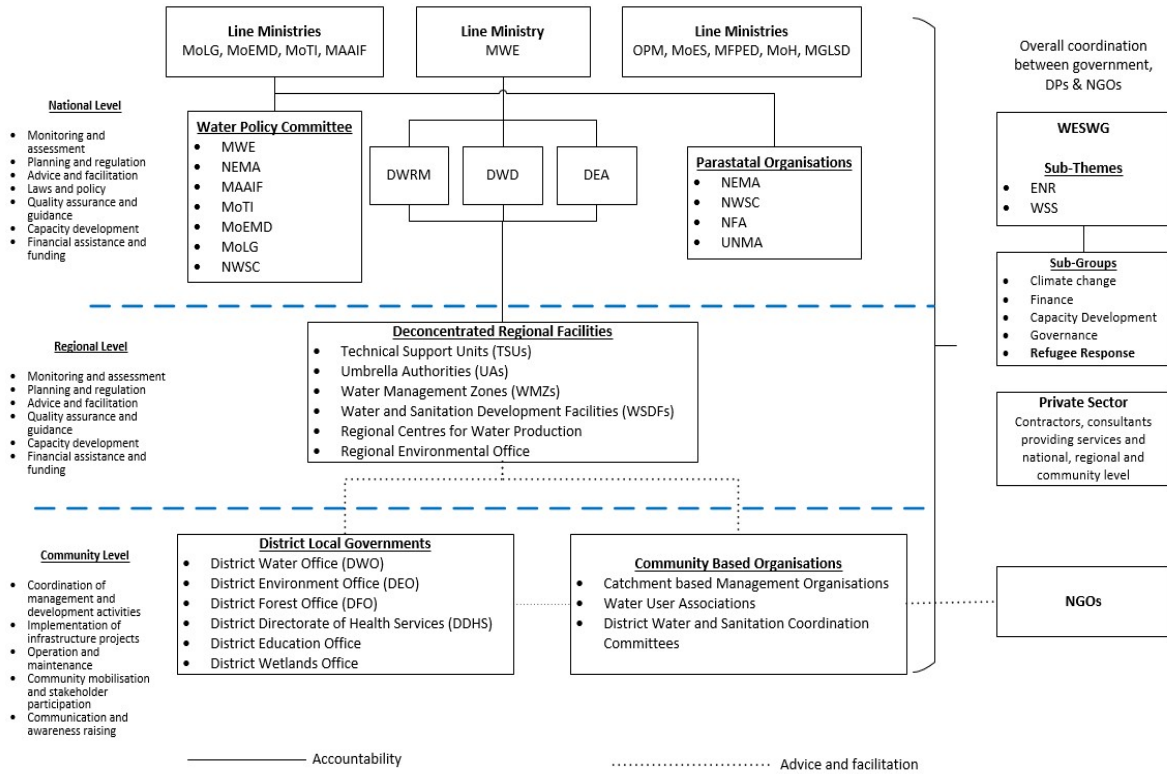 Line Ministries
MoLG, MoEMD, MoTI, MAAIF
Line Ministry
MWE
Line Ministries
OPM, MoES, MFPED, MoH, MGLSD
Overall coordination
between government,
DPs & NGOs
National Level
• Monitoring and
assessment
• Planning and regulation
• Advice and facilitation
• Laws and policy
• Quality assurance and
guidance
• Capacity development
• Financial assistance and
funding
Water Policy Committee
• MWE
• NEMA
• MAAIF
• MoTI
• MoEMD
• MoLG
• NWSC
DWRM
DWD
DEA
Parastatal Organisations
• NEMA
• NWSC
• NFA
• UNMA
WESWG
Sub-Themes
• ENR
• WSS
Sub-Groups
• Climate change
• Finance
• Capacity Development
• Governance
• Refugee Response
Regional Level
• Monitoring and assessment
• Planning and regulation
• Advice and facilitation
• Quality assurance and
guidance
• Capacity development
• Financial assistance and
funding
Deconcentrated Regional Facilities
• Technical Support Units (TSUs)
• Umbrella Authorities (UAs)
• Water Management Zones (WMZs)
• Water and Sanitation Development Facilities (WSDFs)
• Regional Centres for Water Production
• Regional Environmental Office
Private Sector
Contractors, consultants
providing services and
national, regional and
community level
Community Level
• Coordination of
management and
development activities
• Implementation of
infrastructure projects
• Operation and
maintenance
• Community mobilisation
and stakeholder
participation
• Communication and
awareness raising
District Local Governments
• District Water Office (DWO)
• District Environment Office (DEO)
• District Forest Office (DFO)
• District Directorate of Health Services (DDHS)
• District Education Office
• District Wetlands Office
Community Based Organisations
• Catchment based Management Organisations
• Water User Associations
• District Water and Sanitation Coordination
Committees
NGOs
Accountability
Advice and facilitation